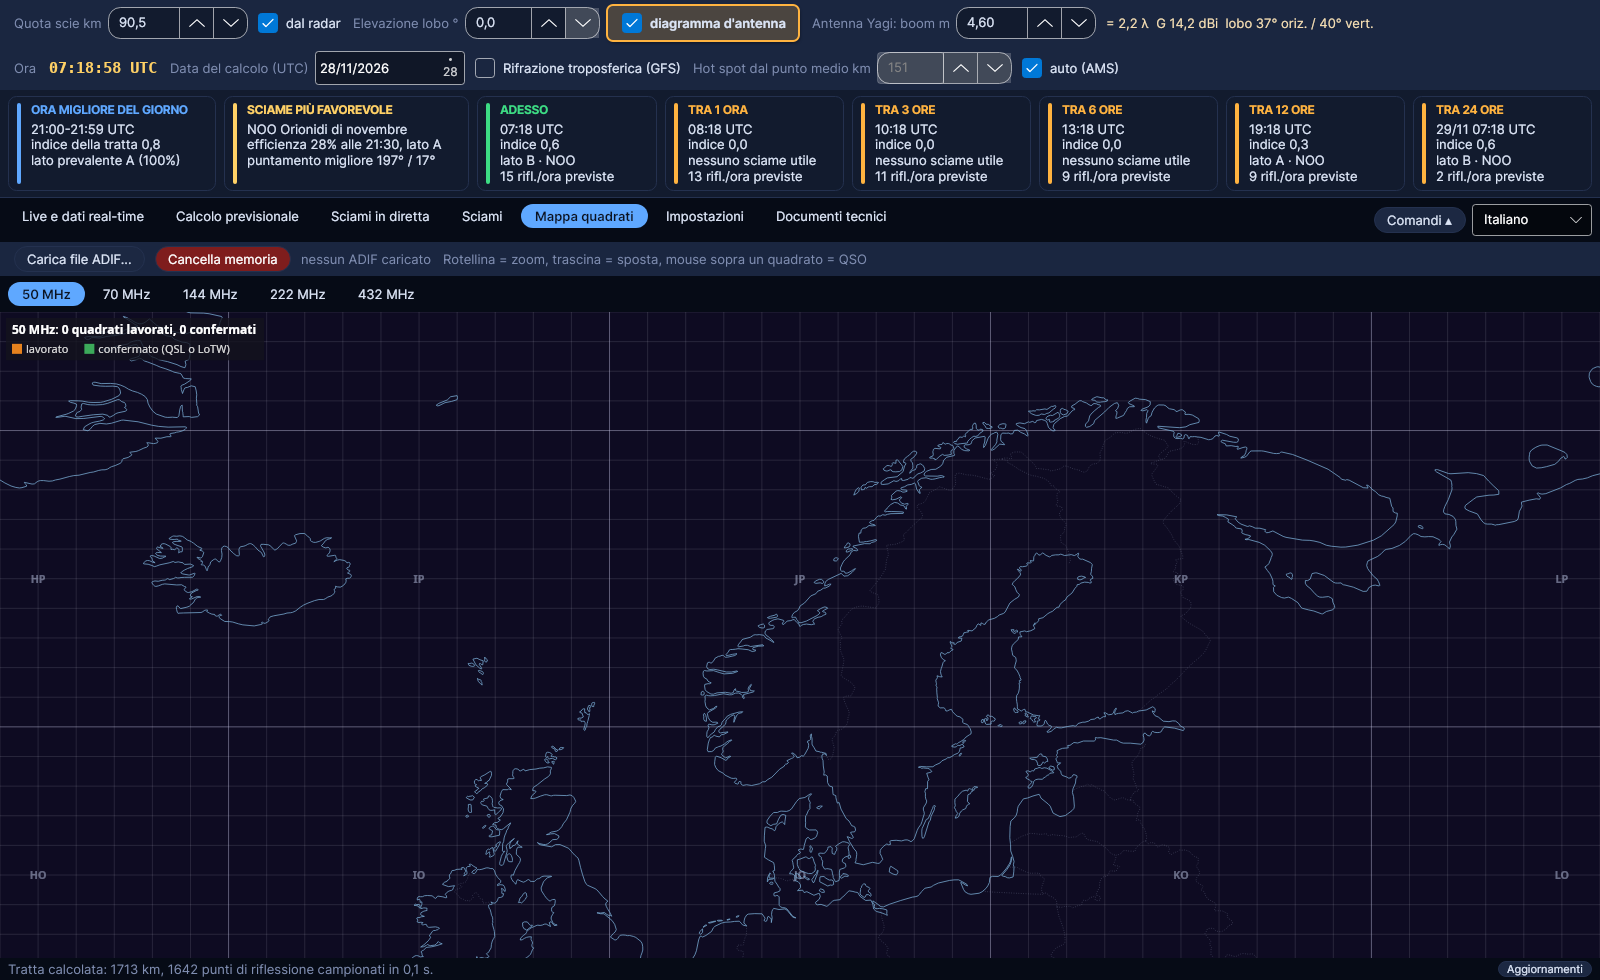 Quota scie km 90,5 dal radar Elevazione lobo ° 0,0 diagramma d'antenna Antenna Yagi: boom m 4,60 = 2,2 λ G 14,2 dBi lobo 37° oriz. / 40° vert.
Ora 07:18:58 UTC Data del calcolo (UTC) 28/11/2026 28 Rifrazione troposferica (GFS) Hot spot dal punto medio km 151 auto (AMS)
ORA MIGLIORE DEL GIORNO
21:00-21:59 UTC
indice della tratta 0,8
lato prevalente A (100%)
SCIAME PIÙ FAVOREVOLE
NOO Orionidi di novembre
efficienza 28% alle 21:30, lato A
puntamento migliore 197° / 17°
ADESSO
07:18 UTC
indice 0,6
lato B · NOO
15 rifl./ora previste
TRA 1 ORA
08:18 UTC
indice 0,0
nessuno sciame utile
13 rifl./ora previste
TRA 3 ORE
10:18 UTC
indice 0,0
nessuno sciame utile
11 rifl./ora previste
TRA 6 ORE
13:18 UTC
indice 0,0
nessuno sciame utile
9 rifl./ora previste
TRA 12 ORE
19:18 UTC
indice 0,3
lato A · NOO
9 rifl./ora previste
TRA 24 ORE
29/11 07:18 UTC
indice 0,6
lato B · NOO
2 rifl./ora previste
Live e dati real-time Calcolo previsionale Sciami in diretta Sciami Mappa quadrati Impostazioni Documenti tecnici Comandi ▴ Italiano
Carica file ADIF... Cancella memoria nessun ADIF caricato Rotellina = zoom, trascina = sposta, mouse sopra un quadrato = QSO
50 MHz 70 MHz 144 MHz 222 MHz 432 MHz
50 MHz: 0 quadrati lavorati, 0 confermati
lavorato confermato (QSL o LoTW)
HP IP JP KP LP
HO IO JO KO LO
Tratta calcolata: 1713 km, 1642 punti di riflessione campionati in 0,1 s. Aggiornamenti